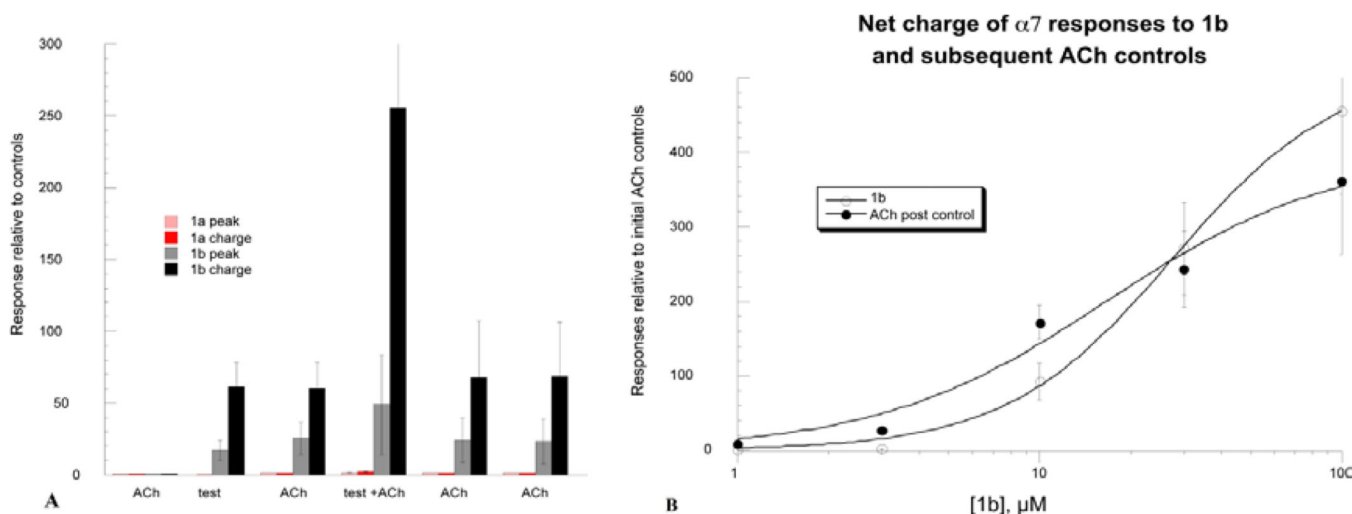 Response relative to controls
300
250
200
150
100
50
0
1a peak
1a charge
1b peak
1b charge
ACh
test
ACh
test +ACh
ACh
ACh
A
Net charge of α7 responses to 1b
and subsequent ACh controls
Responses relative to initial ACh controls
500
400
300
200
100
0
1b
ACh post control
1
10
100
[1b], µM
B